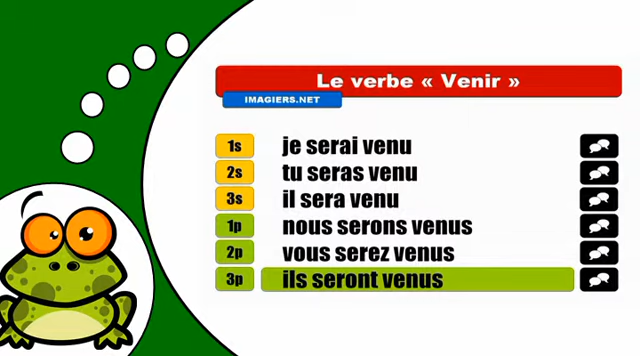 Le verbe « Venir »
IMAGIERS.NET
1s je serai venu
2s tu seras venu
3s il sera venu
1p nous serons venus
2p vous serez venus
3p ils seront venus